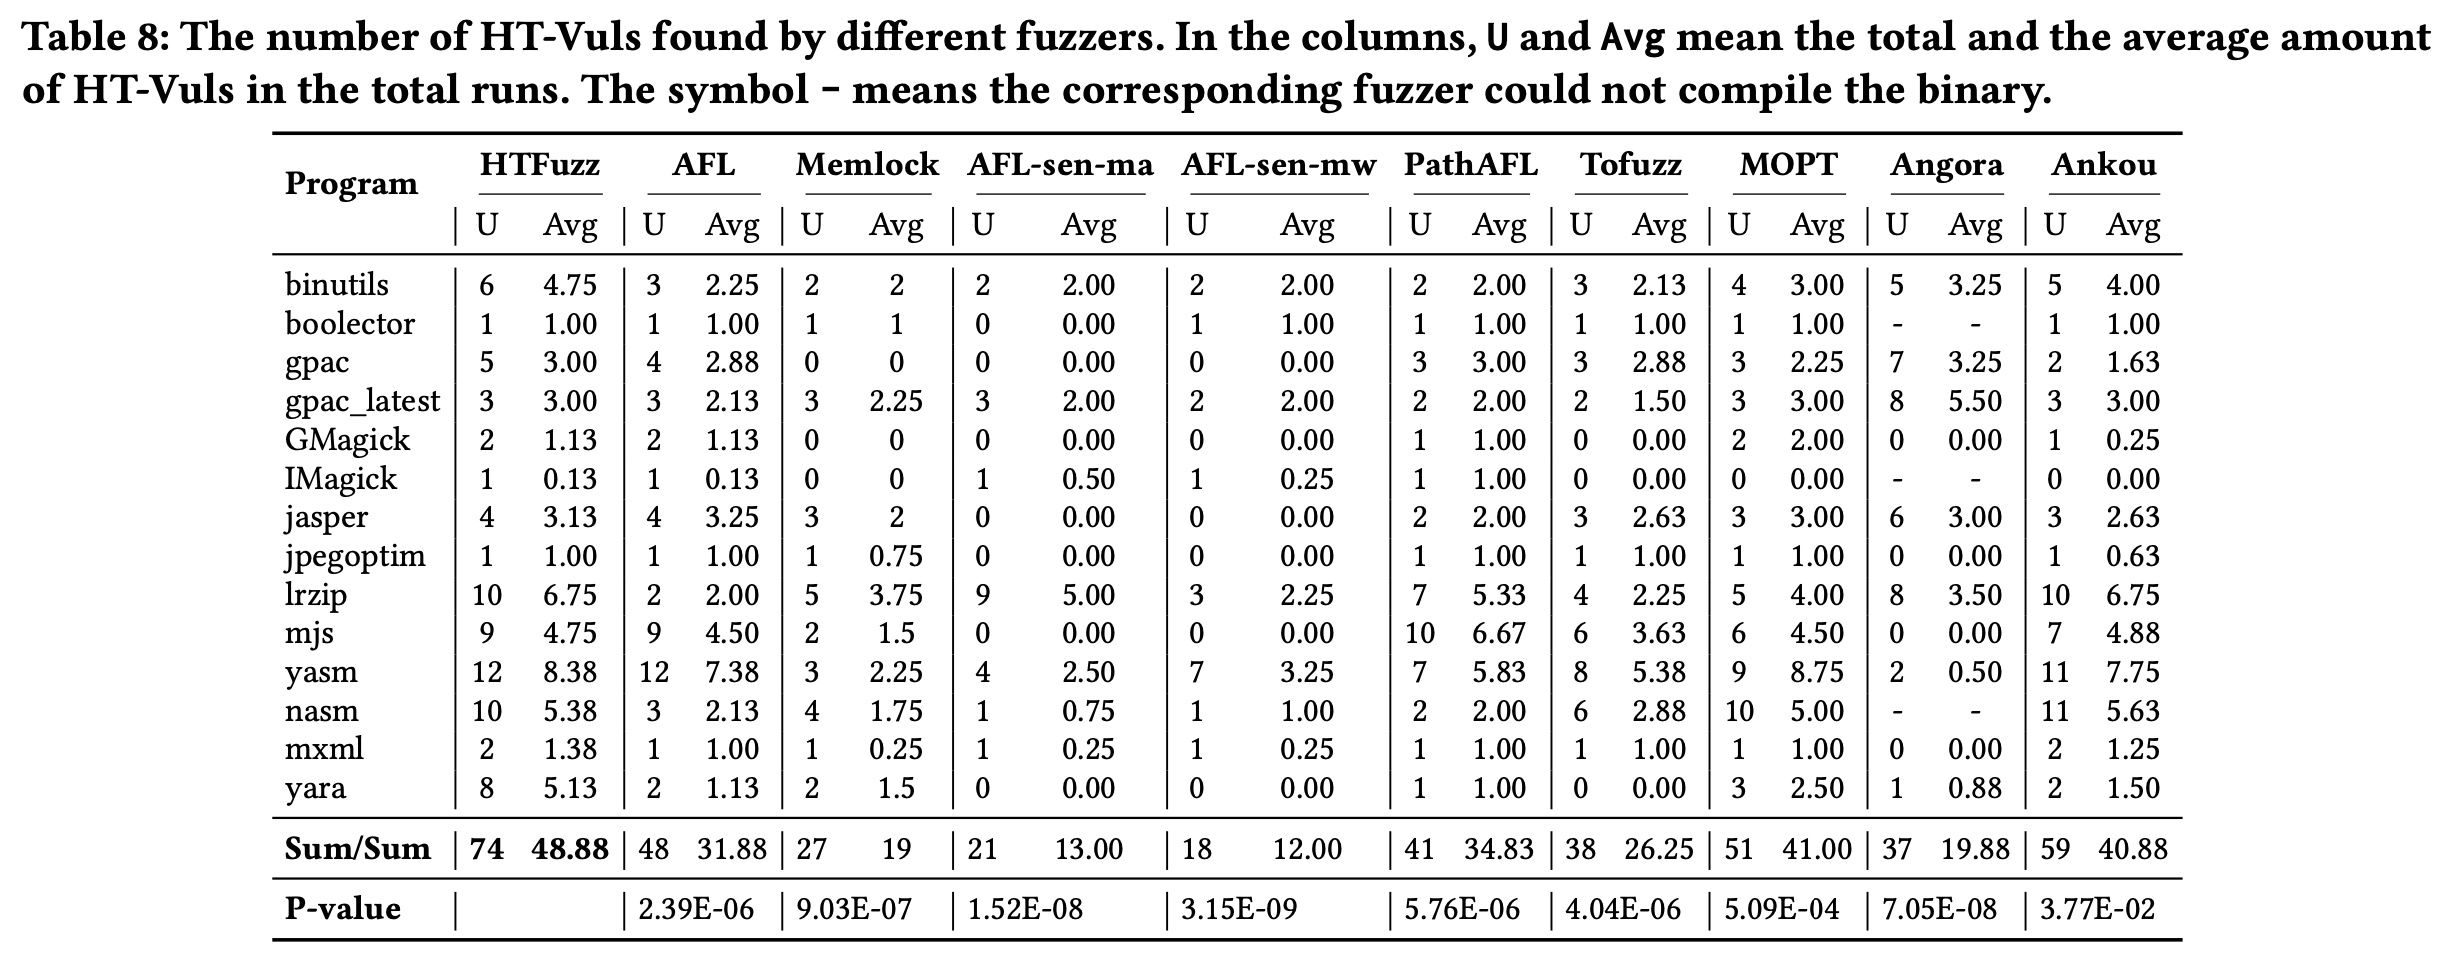 Table 8: The number of HT-Vuls found by different fuzzers. In the columns, U and Avg mean the total and the average amount
of HT-Vuls in the total runs. The symbol – means the corresponding fuzzer could not compile the binary.
Program HTFuzz AFL Memlock AFL-sen-ma AFL-sen-mw PathAFL Tofuzz MOPT Angora Ankou
U Avg U Avg U Avg U Avg U Avg U Avg U Avg U Avg U Avg U Avg
binutils 6 4.75 3 2.25 2 2 2 2.00 2 2.00 2 2.00 3 2.13 4 3.00 5 3.25 5 4.00
boolector 1 1.00 1 1.00 1 1 0 0.00 1 1.00 1 1.00 1 1.00 1 1.00 - - 1 1.00
gpac 5 3.00 4 2.88 0 0 0 0.00 0 0.00 3 3.00 3 2.88 3 2.25 7 3.25 2 1.63
gpac_latest 3 3.00 3 2.13 3 2.25 3 2.00 2 2.00 2 2.00 2 1.50 3 3.00 8 5.50 3 3.00
GMagick 2 1.13 2 1.13 0 0 0 0.00 0 0.00 1 1.00 0 0.00 2 2.00 0 0.00 1 0.25
IMagick 1 0.13 1 0.13 0 0 1 0.50 1 0.25 1 1.00 0 0.00 0 0.00 - - 0 0.00
jasper 4 3.13 4 3.25 3 2 0 0.00 0 0.00 2 2.00 3 2.63 3 3.00 6 3.00 3 2.63
jpegoptim 1 1.00 1 1.00 1 0.75 0 0.00 0 0.00 1 1.00 1 1.00 1 1.00 0 0.00 1 0.63
lrzip 10 6.75 2 2.00 5 3.75 9 5.00 3 2.25 7 5.33 4 2.25 5 4.00 8 3.50 10 6.75
mjs 9 4.75 9 4.50 2 1.5 0 0.00 0 0.00 10 6.67 6 3.63 6 4.50 0 0.00 7 4.88
yasm 12 8.38 12 7.38 3 2.25 4 2.50 7 3.25 7 5.83 8 5.38 9 8.75 2 0.50 11 7.75
nasm 10 5.38 3 2.13 4 1.75 1 0.75 1 1.00 2 2.00 6 2.88 10 5.00 - - 11 5.63
mxml 2 1.38 1 1.00 1 0.25 1 0.25 1 0.25 1 1.00 1 1.00 1 1.00 0 0.00 2 1.25
yara 8 5.13 2 1.13 2 1.5 0 0.00 0 0.00 1 1.00 0 0.00 3 2.50 1 0.88 2 1.50
Sum/Sum 74 48.88 48 31.88 27 19 21 13.00 18 12.00 41 34.83 38 26.25 51 41.00 37 19.88 59 40.88
P-value 2.39E-06 9.03E-07 1.52E-08 3.15E-09 5.76E-06 4.04E-06 5.09E-04 7.05E-08 3.77E-02